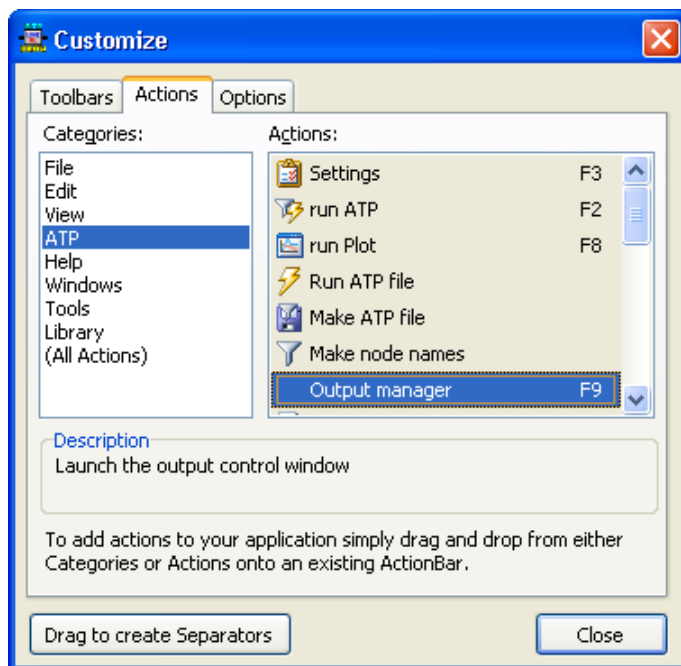 Customize
Toolbars Actions Options
Categories: Actions:
File
Edit
View
ATP
Help
Windows
Tools
Library
(All Actions)
Settings F3
run ATP F2
run Plot F8
Run ATP file
Make ATP file
Make node names
Output manager F9
Description
Launch the output control window
To add actions to your application simply drag and drop from either
Categories or Actions onto an existing ActionBar.
Drag to create Separators Close